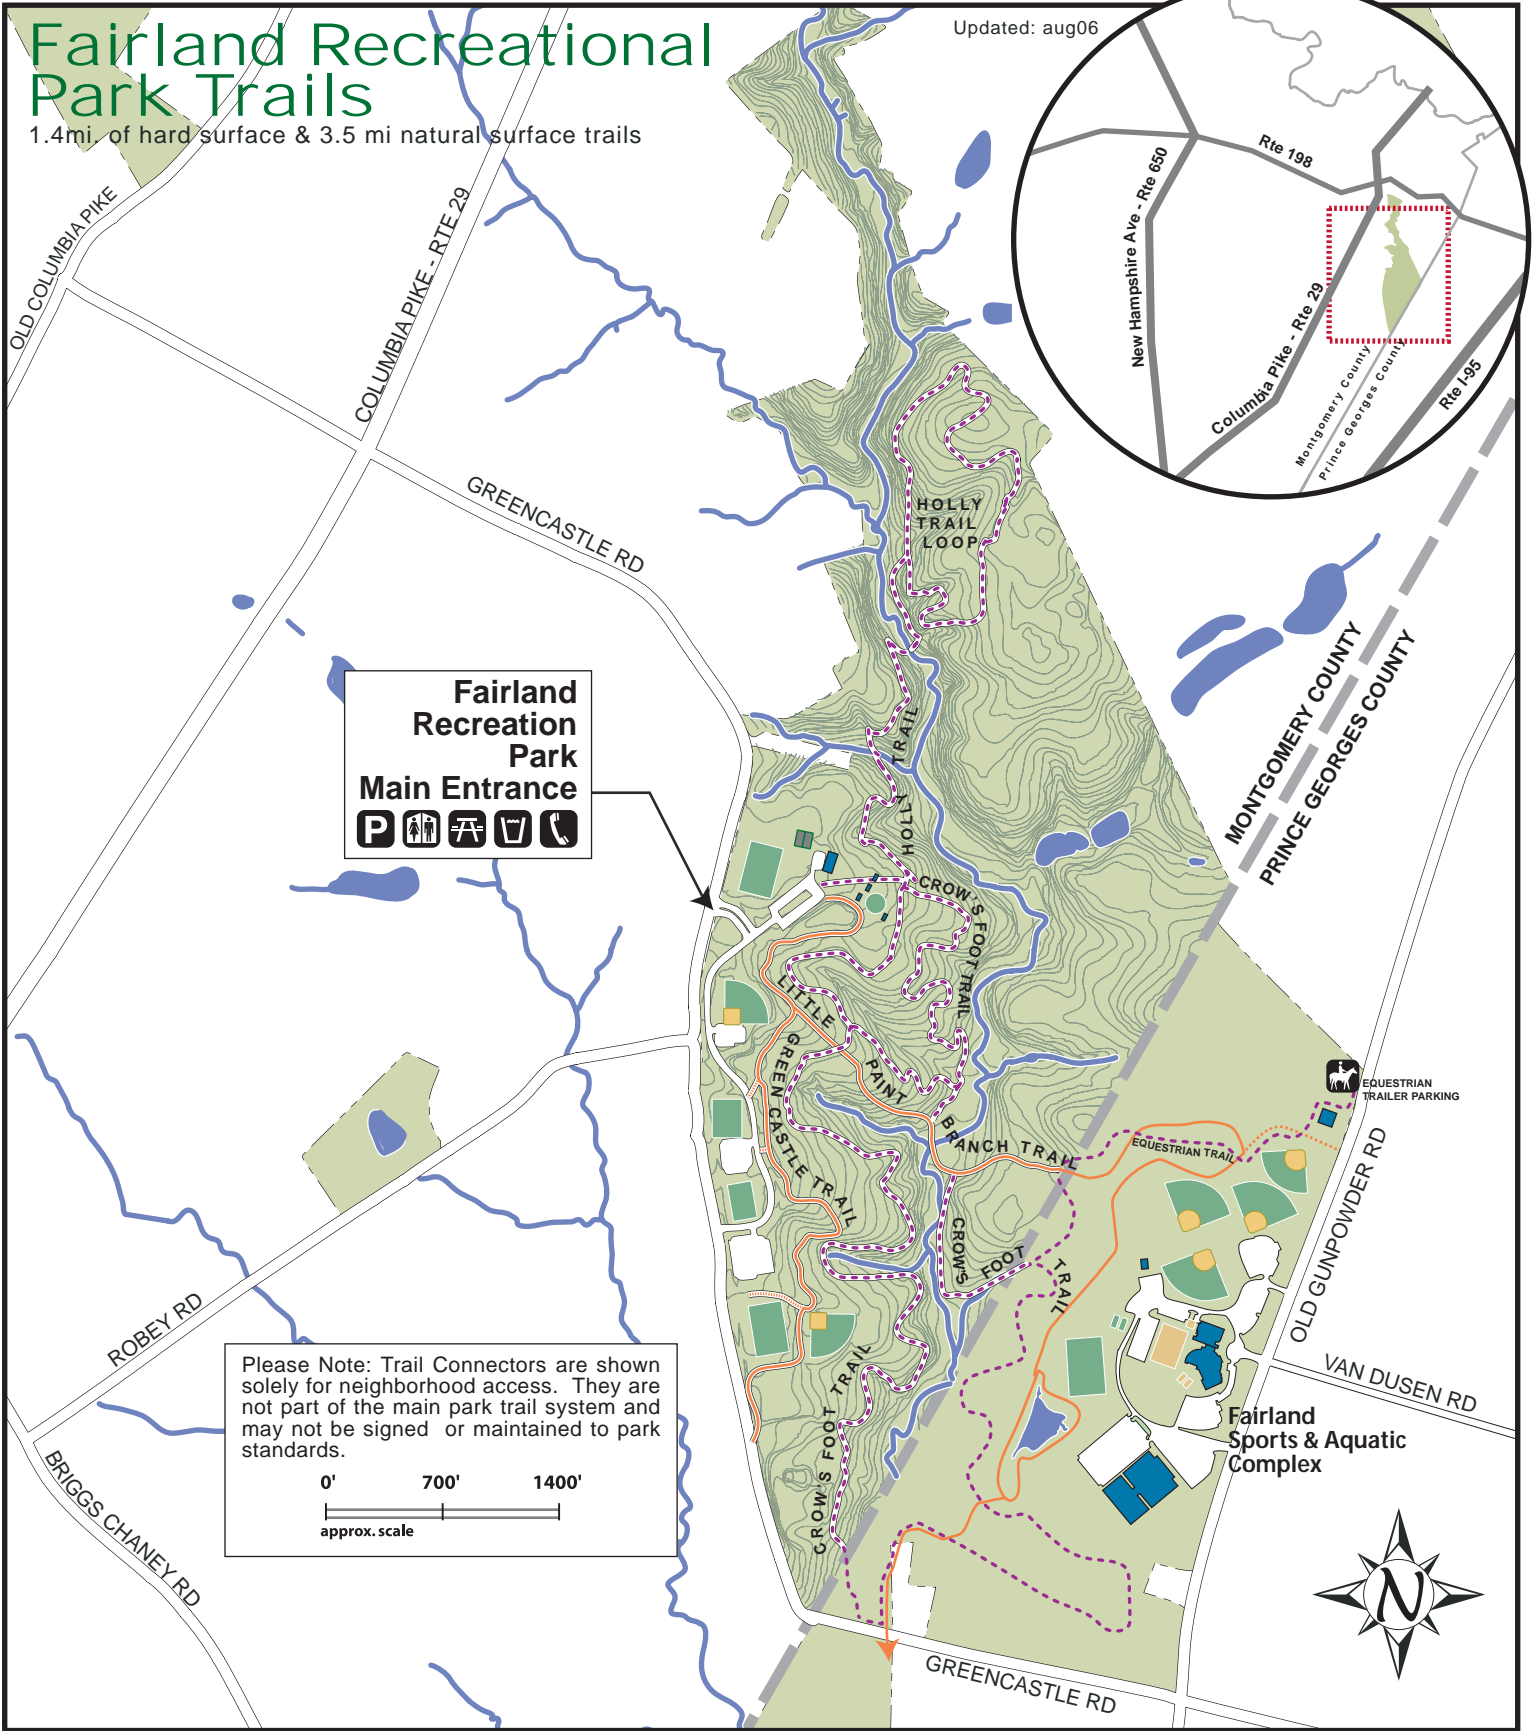 Fairland Recreational
Park Trails
1.4mi. of hard surface & 3.5 mi natural surface trails
Updated: aug06
Rte 198
New Hampshire Ave - Rte 650
Columbia Pike - Rte 29
Montgomery County
Prince Georges County
Rte I-95
OLD COLUMBIA PIKE
COLUMBIA PIKE - RTE 29
GREENCASTLE RD
HOLLY
TRAIL
LOOP
MONTGOMERY COUNTY
PRINCE GEORGES COUNTY
Fairland
Recreation
Park
Main Entrance
P
HOLLY TRAIL
CROW'S FOOT TRAIL
LITTLE PAINT BRANCH TRAIL
GREEN CASTLE TRAIL
EQUESTRIAN
TRAILER PARKING
EQUESTRIAN TRAIL
CROW'S FOOT TRAIL
OLD GUNPOWDER RD
ROBEY RD
VAN DUSEN RD
Please Note: Trail Connectors are shown
solely for neighborhood access. They are
not part of the main park trail system and
may not be signed or maintained to park
standards.
0' 700' 1400'
approx. scale
CROW'S FOOT TRAIL
Fairland
Sports & Aquatic
Complex
BRIGGS CHANEY RD
GREENCASTLE RD
N